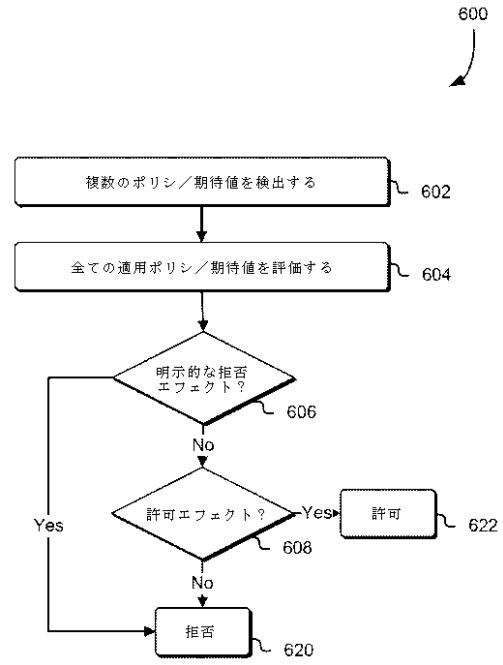 600
複数のポリシ／期待値を検出する
602
全ての適用ポリシ／期待値を評価する
604
明示的な拒否
エフェクト？
606
No
許可エフェクト？
608
Yes
許可
622
Yes
No
拒否
620